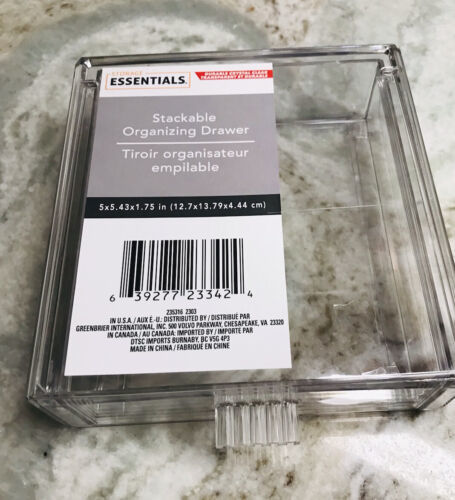 STORAGE
ESSENTIALS.
DURABLE CRYSTAL CLEAR
TRANSPARENT ET DURABLE
Stackable
Organizing Drawer
Tiroir organisateur
empilable
5x5.43x1.75 in (12.7x13.79x4.44 cm)
6 39277 23342 4
235316 2303
IN U.S.A. / AUX É.-U.: DISTRIBUTED BY / DISTRIBUÉ PAR
GREENBRIER INTERNATIONAL, INC. 500 VOLVO PARKWAY, CHESAPEAKE, VA 23320
IN CANADA / AU CANADA: IMPORTED BY / IMPORTÉ PAR
DTSC IMPORTS BURNABY, BC V5G 4P3
MADE IN CHINA / FABRIQUÉ EN CHINE